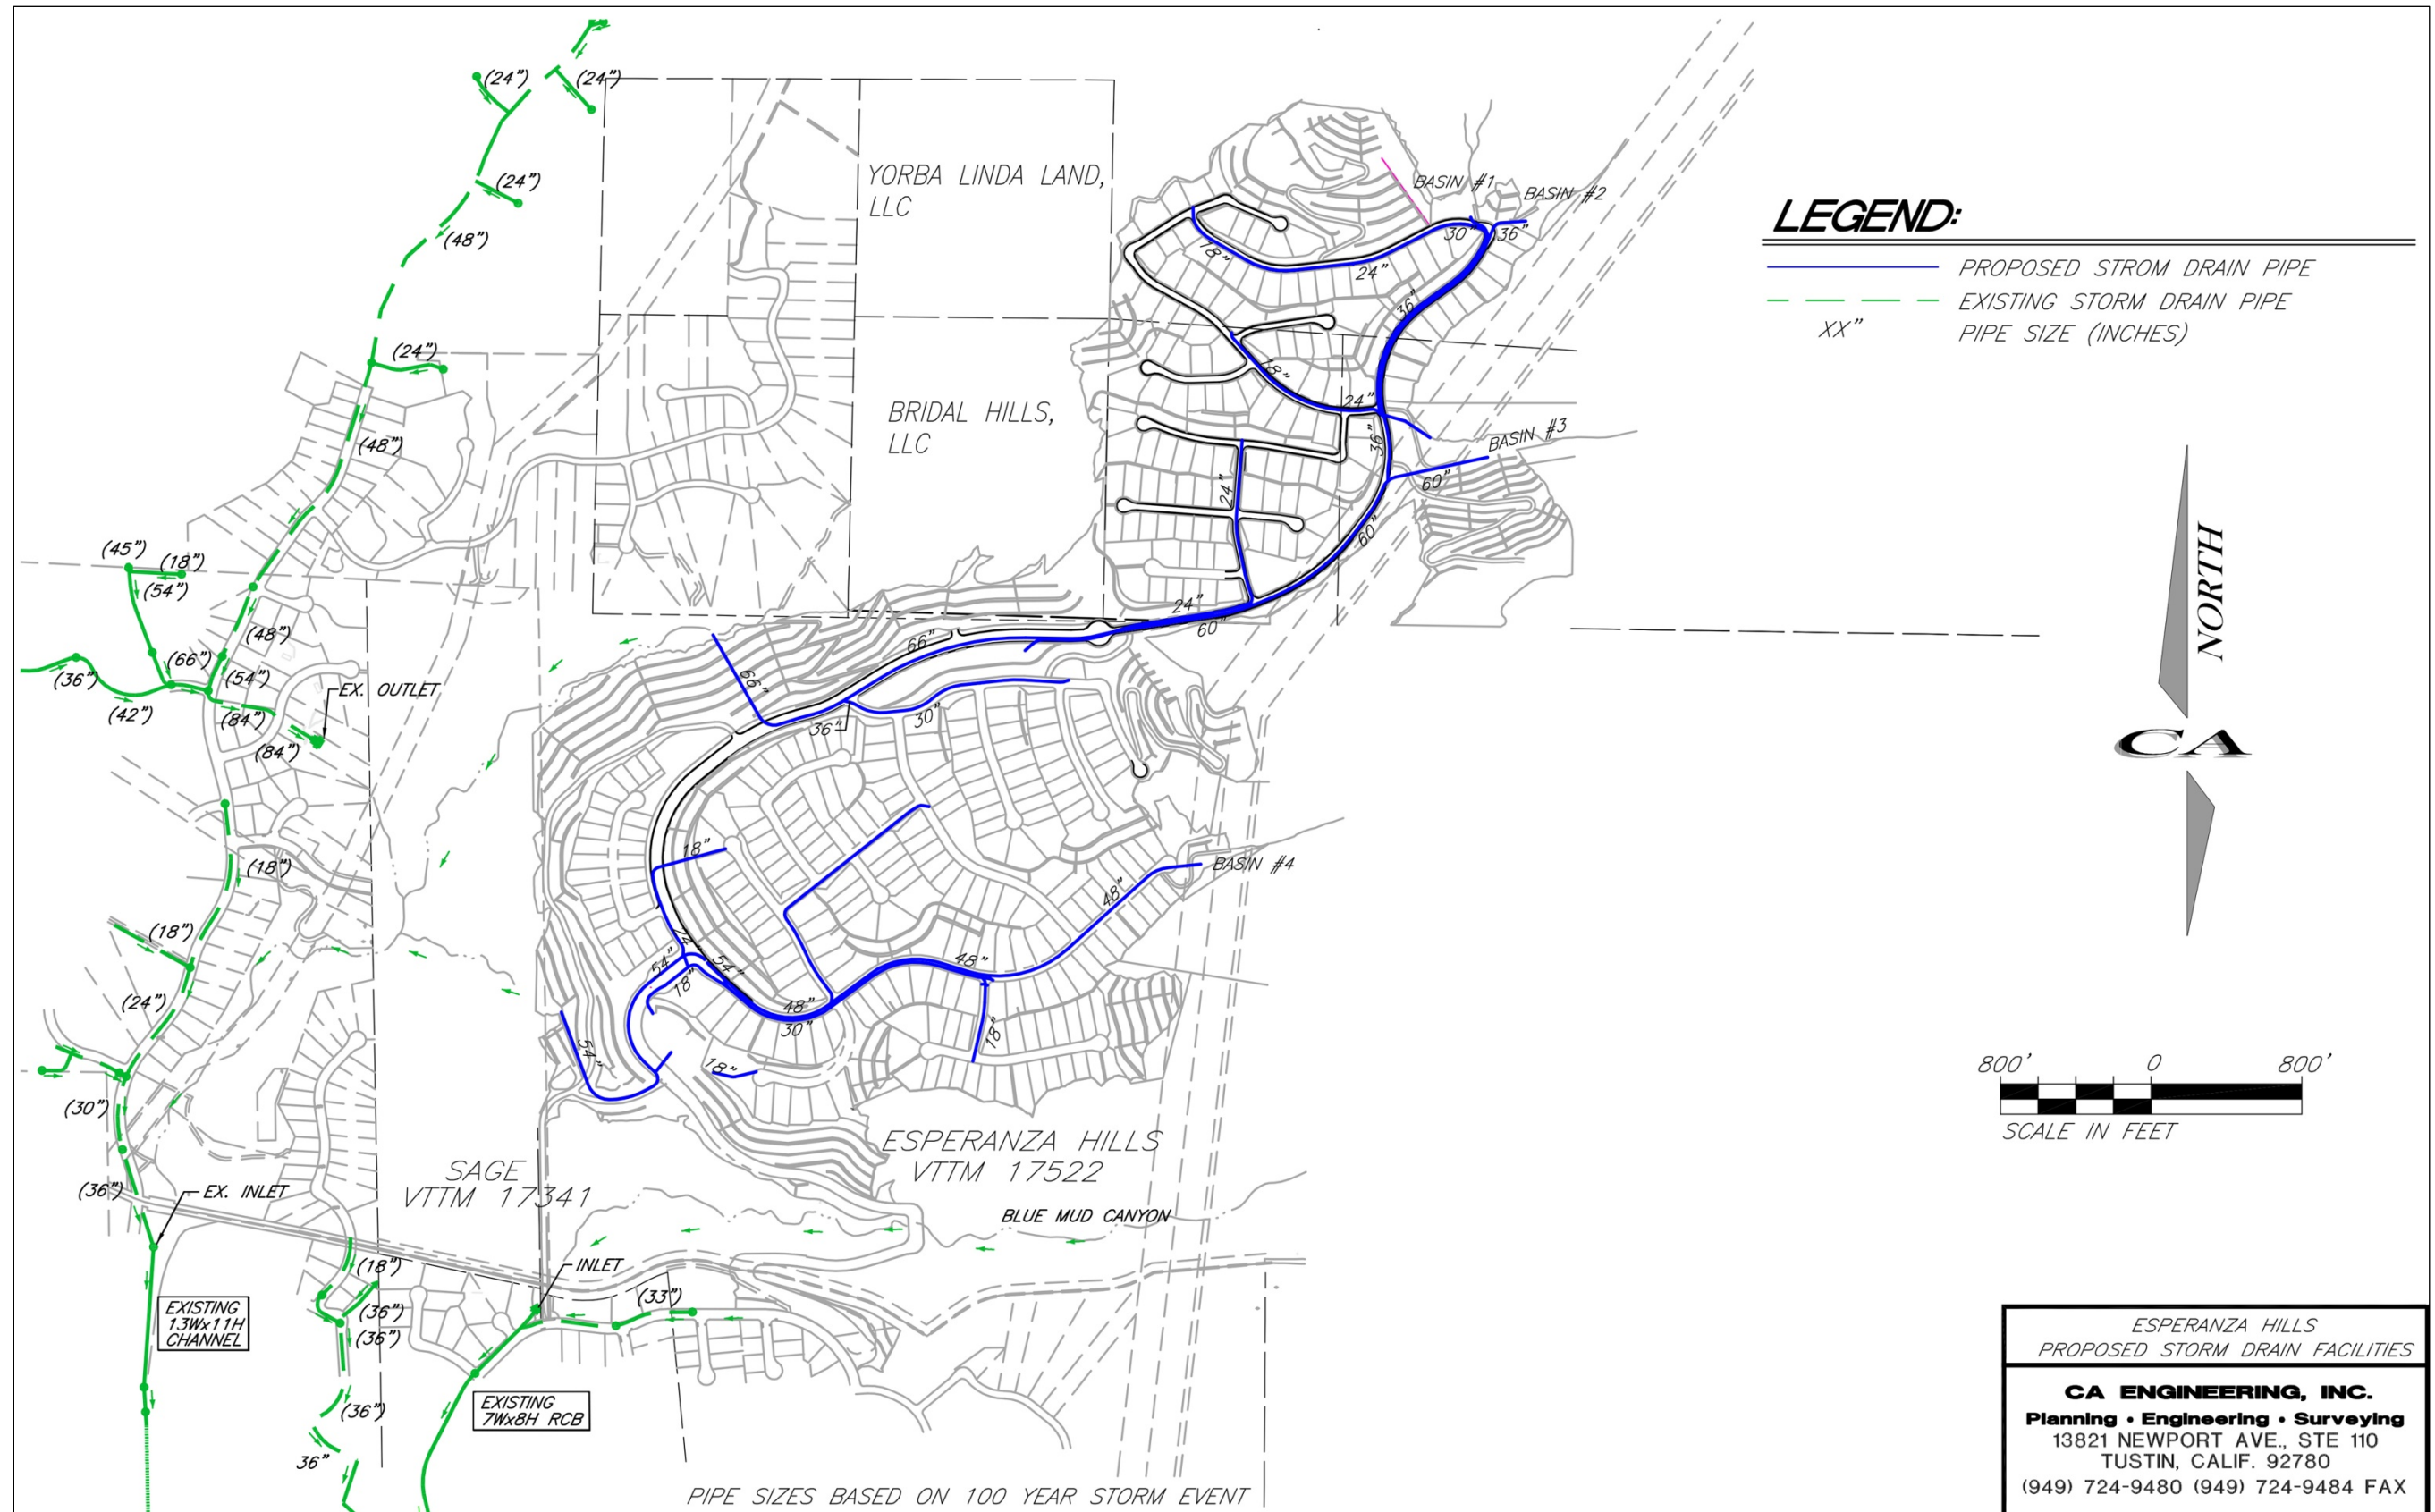 (24”)
(24”)
(24”)
(48”)
(24”)
(48”)
(45”)
(18”)
(54”)
(48”)
(66”)
(54”)
(36”)
(42”)
(84”)
EX. OUTLET
(84”)
(18”)
(18”)
(24”)
(30”)
(36”)
EX. INLET
EXISTING
13Wx11H
CHANNEL
(18”)
(36”)
(36”)
(36”)
36”
EXISTING
7Wx8H RCB
(33”)
INLET
SAGE
VTTM 17341
ESPERANZA HILLS
VTTM 17522
BLUE MUD CANYON
PIPE SIZES BASED ON 100 YEAR STORM EVENT
YORBA LINDA LAND,
LLC
BRIDAL HILLS,
LLC
BASIN #1
BASIN #2
30”
36”
18”
24”
36”
18”
24”
36”
BASIN #3
60”
24”
60”
24”
60”
66”
66”
36”
30”
18”
BASIN #4
48”
48”
54”
54”
18”
48”
30”
18”
54”
18”
LEGEND:
PROPOSED STROM DRAIN PIPE
EXISTING STORM DRAIN PIPE
XX” PIPE SIZE (INCHES)
NORTH
CA
800’ 0 800’
SCALE IN FEET
ESPERANZA HILLS
PROPOSED STORM DRAIN FACILITIES
CA ENGINEERING, INC.
Planning • Engineering • Surveying
13821 NEWPORT AVE., STE 110
TUSTIN, CALIF. 92780
(949) 724-9480 (949) 724-9484 FAX